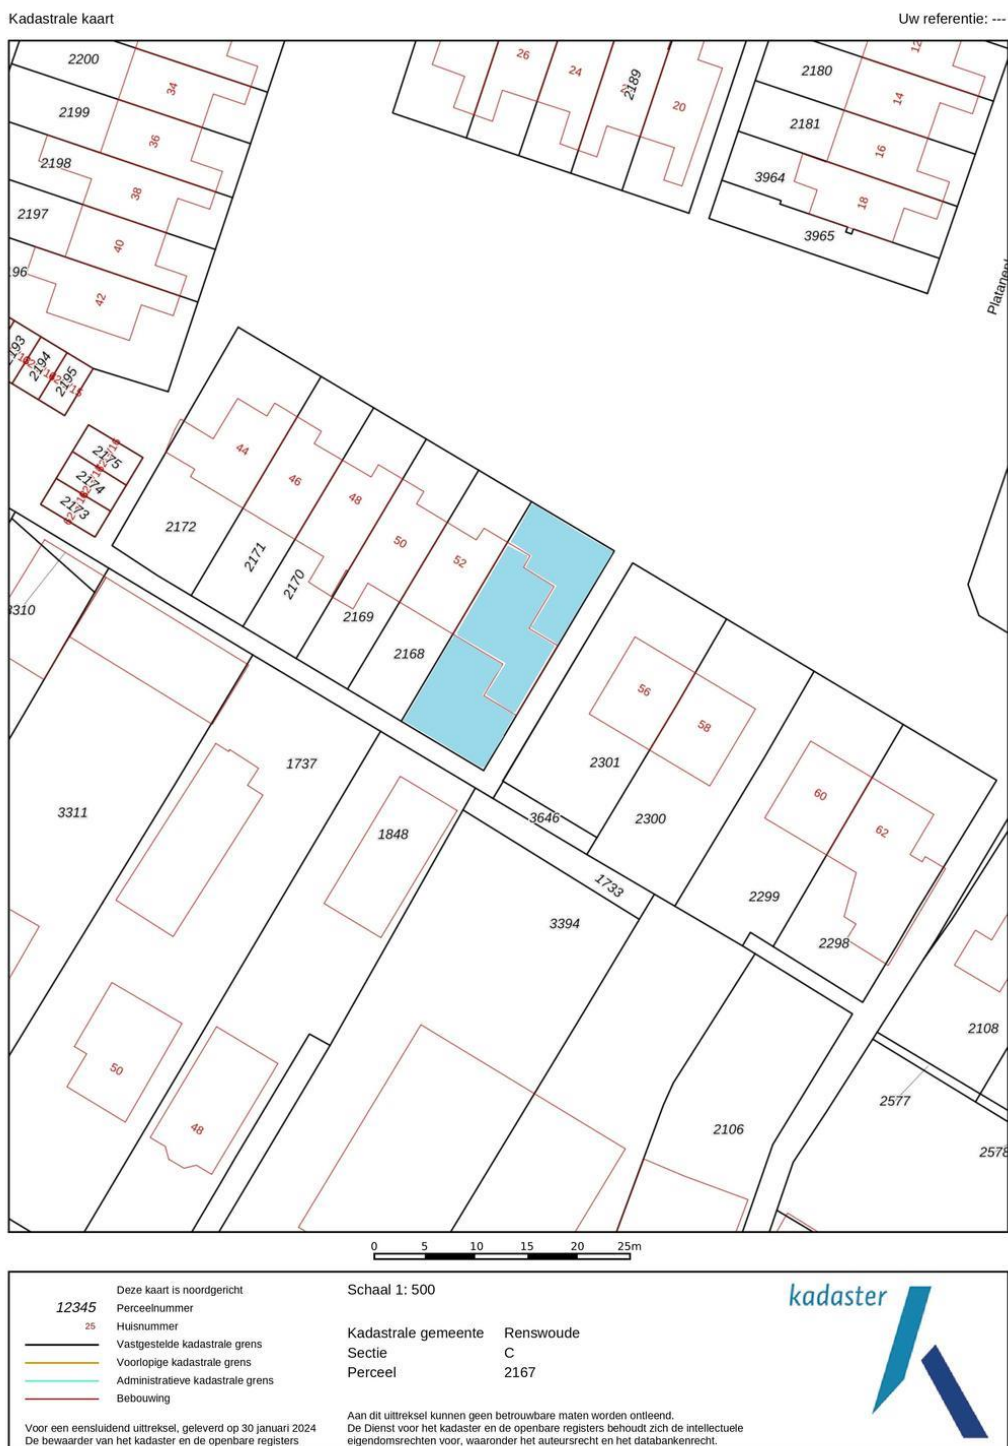 Kadastrale kaart
Uw referentie: ---
2200
2199
2198
2197
34
36
38
40
42
26
24
2189
20
2180
2181
3964
3965
12
14
16
18
2194
2195
2175
2174
2173
44
46
48
50
52
2172
2171
2170
2169
2168
56
58
60
62
2301
2300
2299
2298
3646
1733
3394
3311
1737
1848
50
48
2106
2108
2577
2578
0 5 10 15 20 25m
Deze kaart is noordgericht
12345 Perceelnummer
25 Huisnummer
Vastgestelde kadastrale grens
Voorlopige kadastrale grens
Administratieve kadastrale grens
Bebouwing
Voor een eensluidend uittreksel, geleverd op 30 januari 2024
De bewaarder van het kadaster en de openbare registers
Schaal 1: 500
Kadastrale gemeente Renswoude
Sectie C
Perceel 2167
Aan dit uittreksel kunnen geen betrouwbare maten worden ontleend.
De Dienst voor het kadaster en de openbare registers behoudt zich de intellectuele
eigendomsrechten voor, waaronder het auteursrecht en het databankenrecht.
kadaster